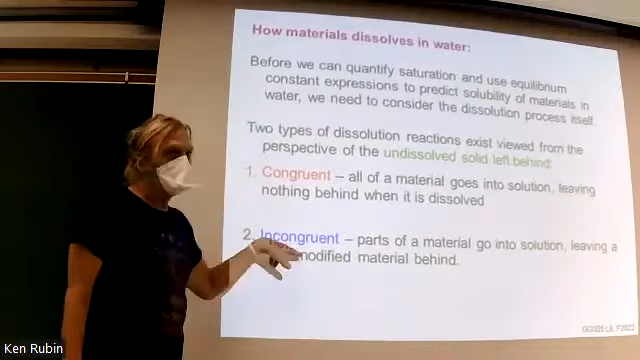 How materials dissolves in water:
Before we can quantify saturation and use equilibrium
constant expressions to predict solubility of materials in
water, we need to consider the dissolution process itself.
Two types of dissolution reactions exist viewed from the
perspective of the undissolved solid left behind:
1. Congruent – all of a material goes into solution, leaving
nothing behind when it is dissolved
2. Incongruent – parts of a material go into solution, leaving a
modified material behind.
GG325 L6, F2022
Ken Rubin